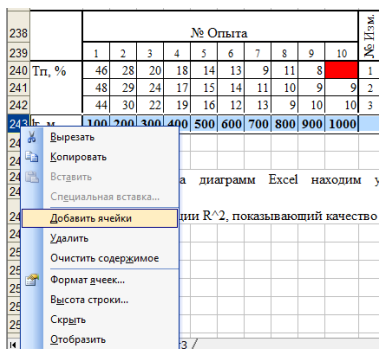 238 № Опыта № Изм.
239 1 2 3 4 5 6 7 8 9 10
240 Тп, % 46 28 20 18 14 13 9 11 8 1
241 48 29 24 17 15 14 11 10 9 9 2
242 44 30 22 19 16 12 13 9 10 10 3
243 100 200 300 400 500 600 700 800 900 1000
Вырезать
Копировать
Вставить а диаграмм Excel находим у
Специальная вставка...
Добавить ячейки ции R^2, показывающий качество
Удалить
Очистить содержимое
Формат ячеек...
Высота строки...
Скрыть
Отобразить